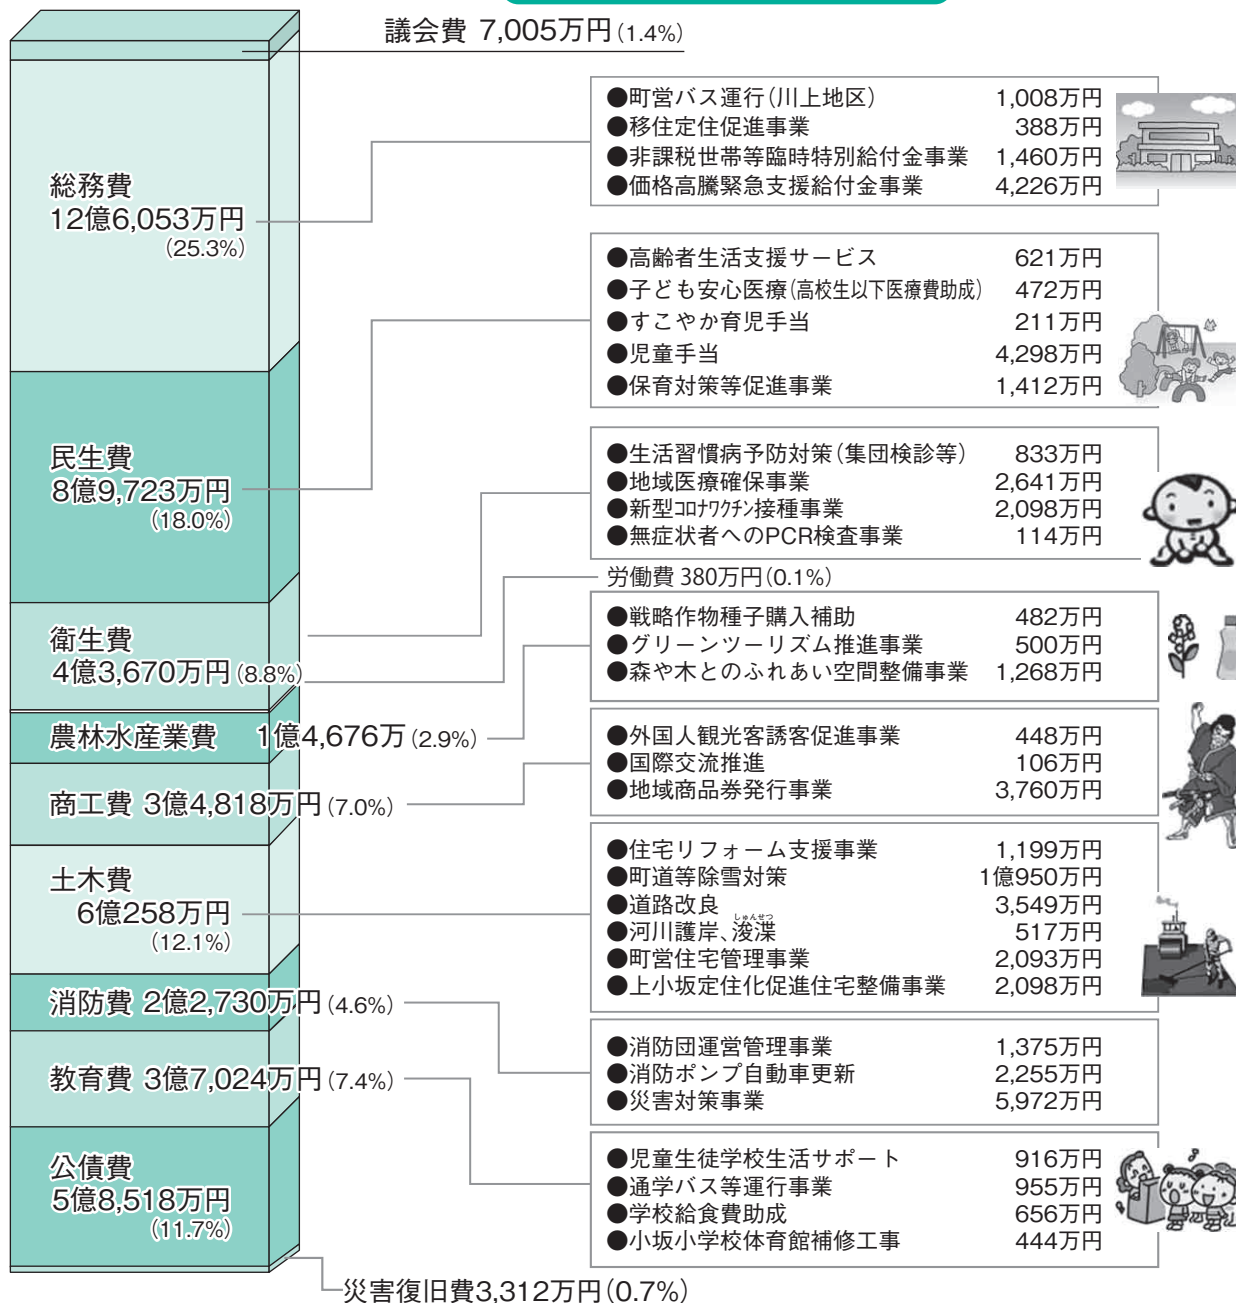 議会費 7,005万円(1.4%)
総務費
12億6,053万円
(25.3%)
●町営バス運行(川上地区) 1,008万円
●移住定住促進事業 388万円
●非課税世帯等臨時特別給付金事業 1,460万円
●価格高騰緊急支援給付金事業 4,226万円
民生費
8億9,723万円
(18.0%)
●高齢者生活支援サービス 621万円
●子ども安心医療(高校生以下医療費助成) 472万円
●すこやか育児手当 211万円
●児童手当 4,298万円
●保育対策等促進事業 1,412万円
衛生費
4億3,670万円(8.8%)
●生活習慣病予防対策(集団検診等) 833万円
●地域医療確保事業 2,641万円
●新型コロナワクチン接種事業 2,098万円
●無症状者へのPCR検査事業 114万円
労働費 380万円(0.1%)
農林水産業費 1億4,676万(2.9%)
●戦略作物種子購入補助 482万円
●グリーンツーリズム推進事業 500万円
●森や木とのふれあい空間整備事業 1,268万円
商工費 3億4,818万円(7.0%)
●外国人観光客誘客促進事業 448万円
●国際交流推進 106万円
●地域商品券発行事業 3,760万円
土木費
6億258万円
(12.1%)
●住宅リフォーム支援事業 1,199万円
●町道等除雪対策 1億950万円
●道路改良 3,549万円
しゅんせつ
●河川護岸、浚渫 517万円
●町営住宅管理事業 2,093万円
●上小坂定住化促進住宅整備事業 2,098万円
消防費 2億2,730万円(4.6%)
●消防団運営管理事業 1,375万円
●消防ポンプ自動車更新 2,255万円
●災害対策事業 5,972万円
教育費 3億7,024万円(7.4%)
●児童生徒学校生活サポート 916万円
●通学バス等運行事業 955万円
●学校給食費助成 656万円
●小坂小学校体育館補修工事 444万円
公債費
5億8,518万円
(11.7%)
災害復旧費3,312万円(0.7%)